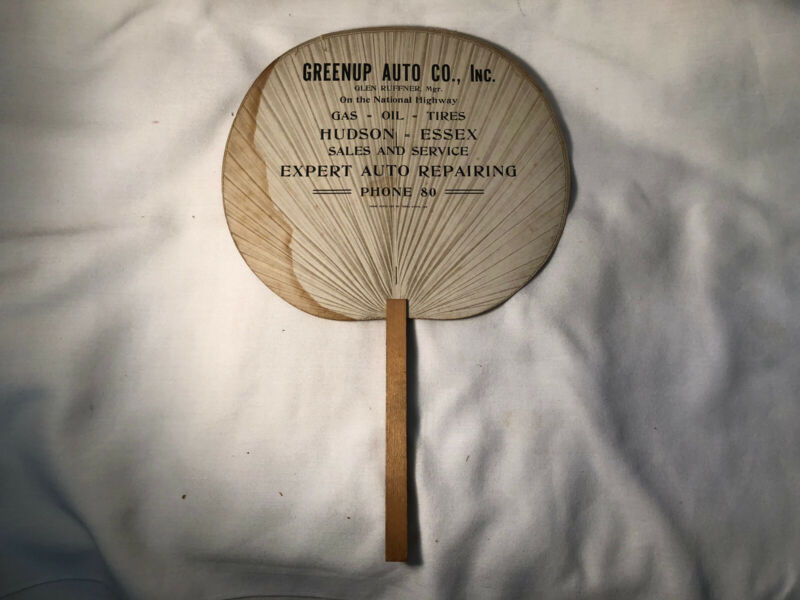 GREENUP AUTO CO., INC.
GLEN RUFFNER, Mgr.
On the National Highway
GAS - OIL - TIRES
HUDSON - ESSEX
SALES AND SERVICE
EXPERT AUTO REPAIRING
PHONE 80